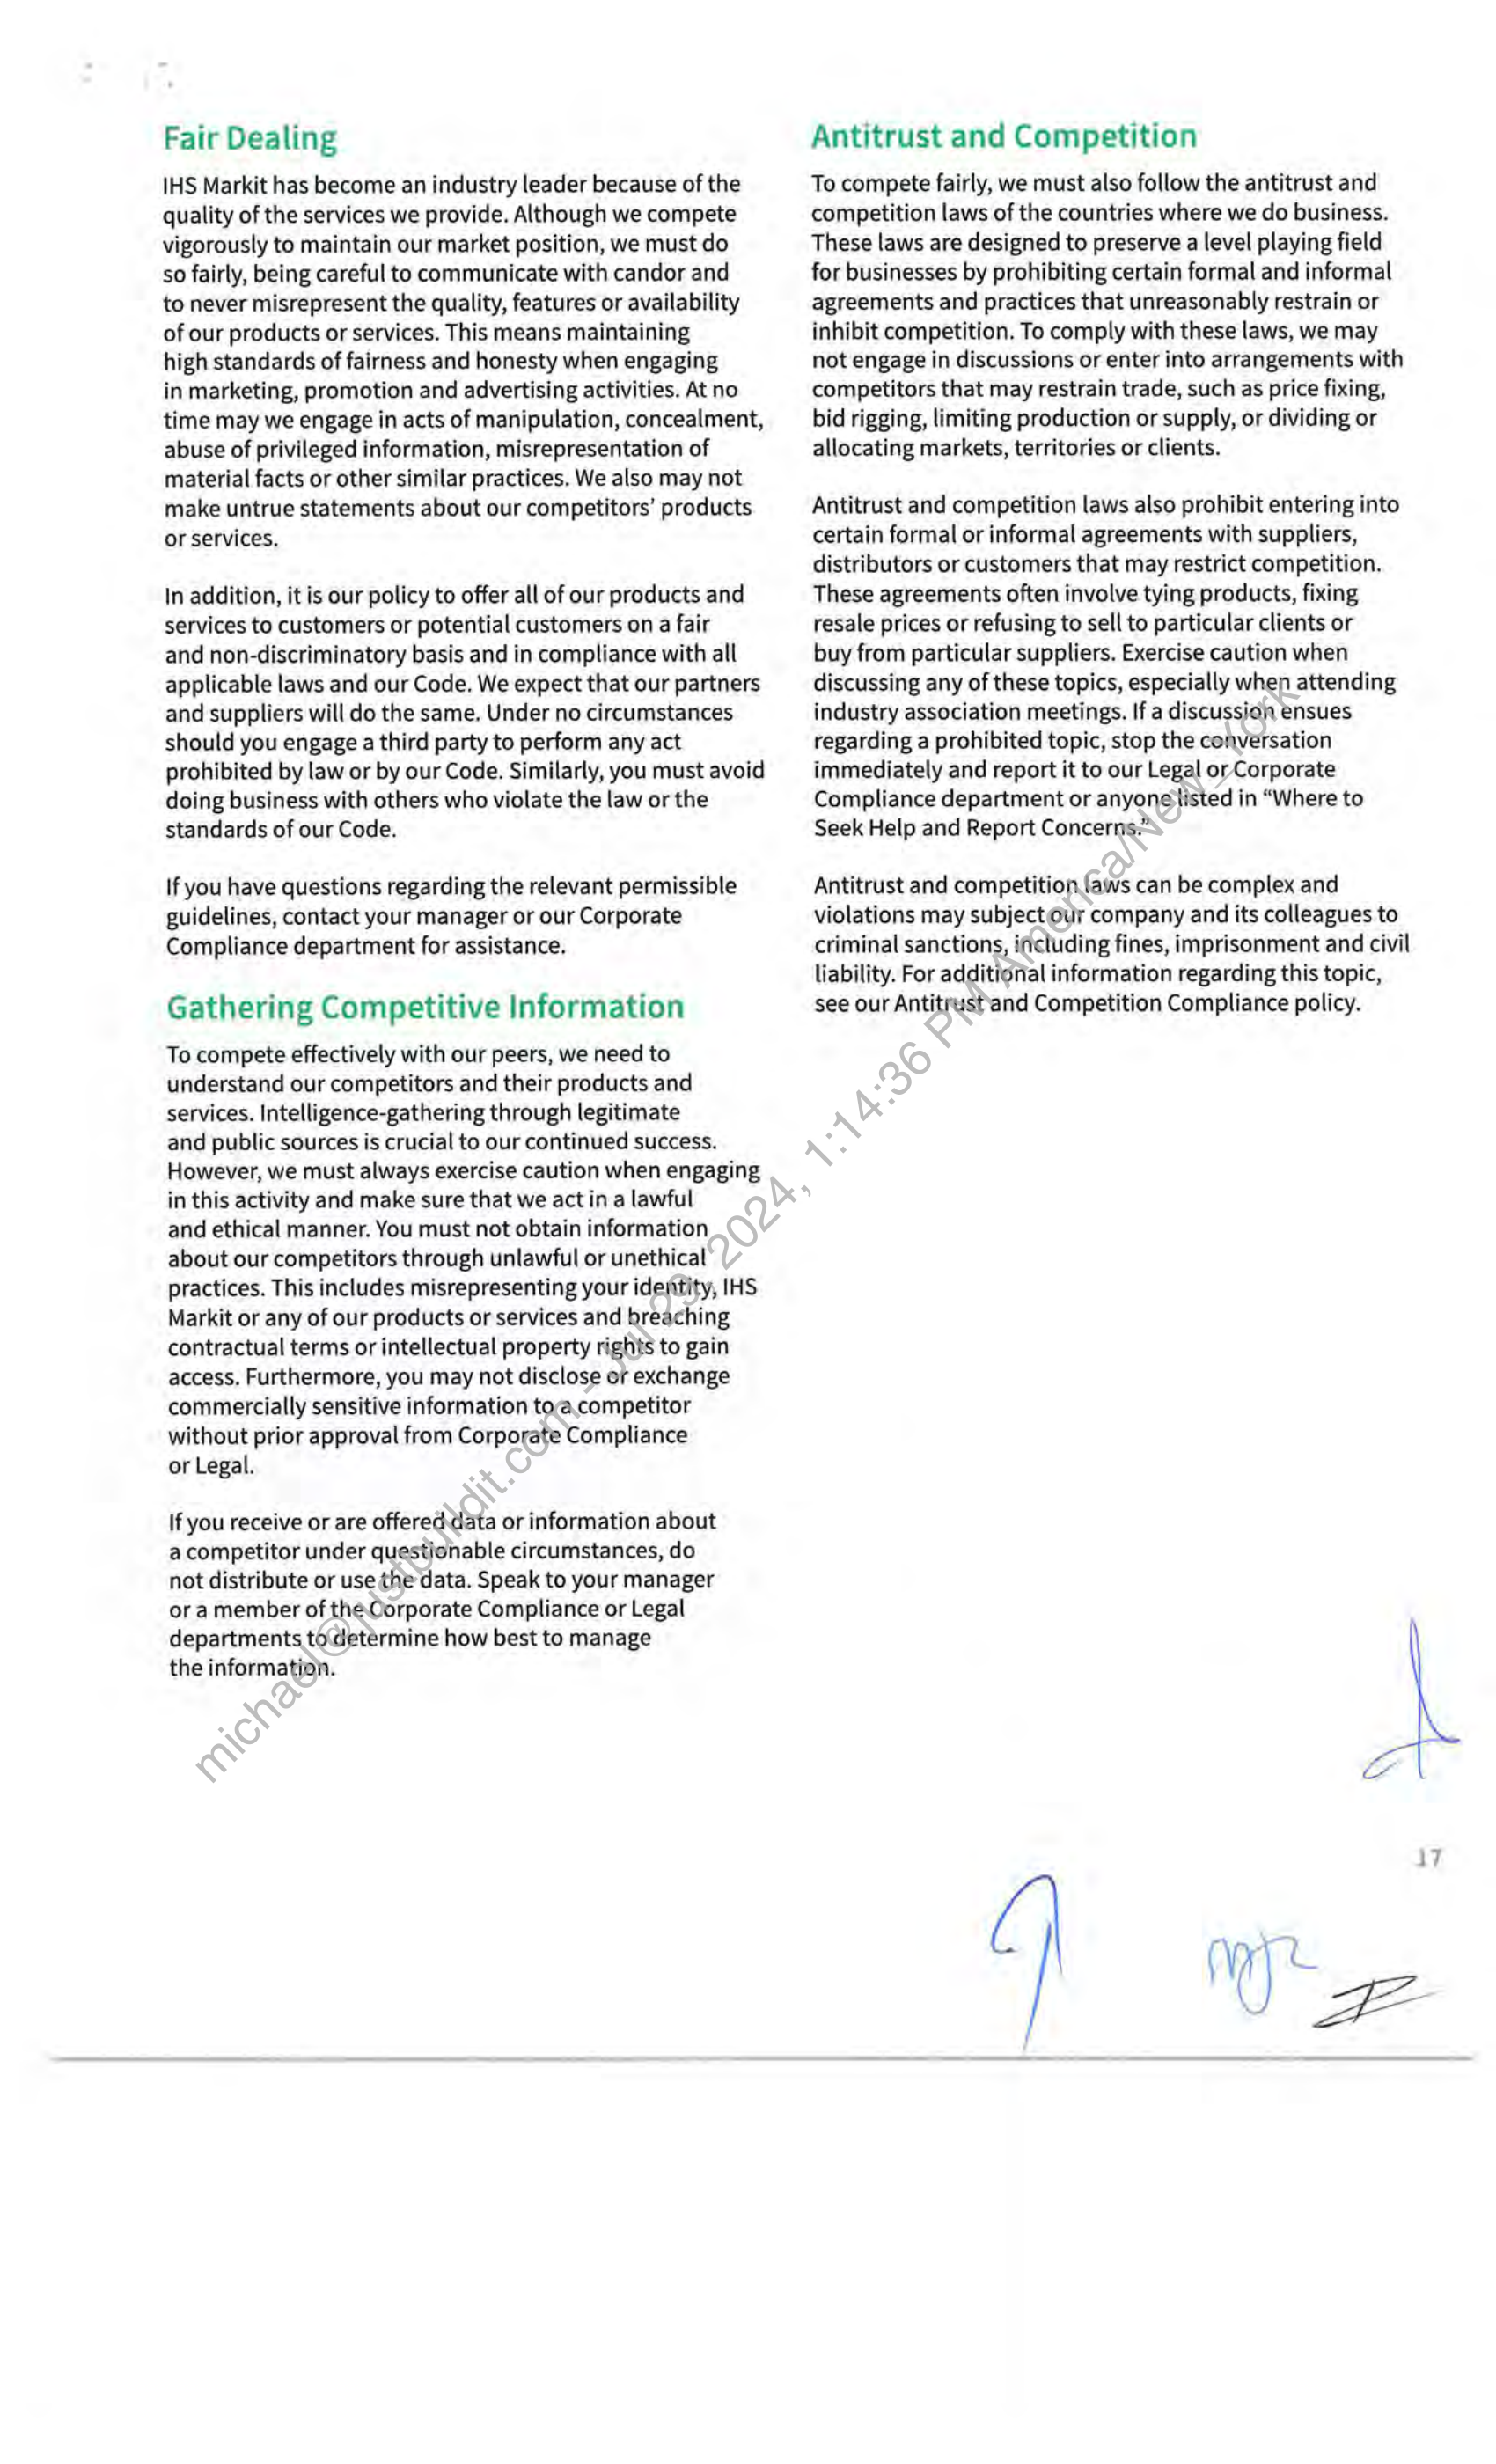 Fair Dealing
IHS Markit has become an industry leader because of the
quality of the services we provide. Although we compete
vigorously to maintain our market position, we must do
so fairly, being careful to communicate with candor and
to never misrepresent the quality, features or availability
of our products or services. This means maintaining
high standards of fairness and honesty when engaging
in marketing, promotion and advertising activities. At no
time may we engage in acts of manipulation, concealment,
abuse of privileged information, misrepresentation of
material facts or other similar practices. We also may not
make untrue statements about our competitors’ products
or services.
In addition, it is our policy to offer all of our products and
services to customers or potential customers on a fair
and non-discriminatory basis and in compliance with all
applicable laws and our Code. We expect that our partners
and suppliers will do the same. Under no circumstances
should you engage a third party to perform any act
prohibited by law or by our Code. Similarly, you must avoid
doing business with others who violate the law or the
standards of our Code.
If you have questions regarding the relevant permissible
guidelines, contact your manager or our Corporate
Compliance department for assistance.
Gathering Competitive Information
To compete effectively with our peers, we need to
understand our competitors and their products and
services. Intelligence-gathering through legitimate
and public sources is crucial to our continued success.
However, we must always exercise caution when engaging
in this activity and make sure that we act in a lawful
and ethical manner. You must not obtain information
about our competitors through unlawful or unethical
practices. This includes misrepresenting your identity, IHS
Markit or any of our products or services and breaching
contractual terms or intellectual property rights to gain
access. Furthermore, you may not disclose or exchange
commercially sensitive information to a competitor
without prior approval from Corporate Compliance
or Legal.
If you receive or are offered data or information about
a competitor under questionable circumstances, do
not distribute or use the data. Speak to your manager
or a member of the Corporate Compliance or Legal
departments to determine how best to manage
the information.
Antitrust and Competition
To compete fairly, we must also follow the antitrust and
competition laws of the countries where we do business.
These laws are designed to preserve a level playing field
for businesses by prohibiting certain formal and informal
agreements and practices that unreasonably restrain or
inhibit competition. To comply with these laws, we may
not engage in discussions or enter into arrangements with
competitors that may restrain trade, such as price fixing,
bid rigging, limiting production or supply, or dividing or
allocating markets, territories or clients.
Antitrust and competition laws also prohibit entering into
certain formal or informal agreements with suppliers,
distributors or customers that may restrict competition.
These agreements often involve tying products, fixing
resale prices or refusing to sell to particular clients or
buy from particular suppliers. Exercise caution when
discussing any of these topics, especially when attending
industry association meetings. If a discussion ensues
regarding a prohibited topic, stop the conversation
immediately and report it to our Legal or Corporate
Compliance department or anyone listed in “Where to
Seek Help and Report Concerns.”
Antitrust and competition laws can be complex and
violations may subject our company and its colleagues to
criminal sanctions, including fines, imprisonment and civil
liability. For additional information regarding this topic,
see our Antitrust and Competition Compliance policy.
michael@justbuildit.com - Jul 29, 2024, 1:14:36 PM America/New_York
17